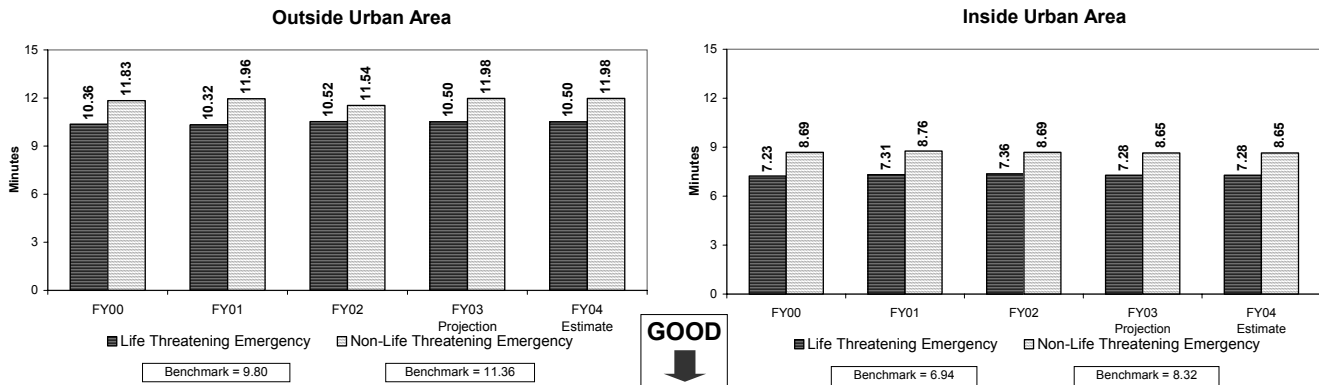 Outside Urban Area
15
12
9
6
3
0
Minutes
10.36
11.83
10.32
11.96
10.52
11.54
10.50
11.98
10.50
11.98
FY00
FY01
FY02
FY03
Projection
FY04
Estimate
Life Threatening Emergency
Non-Life Threatening Emergency
Benchmark = 9.80
Benchmark = 11.36
GOOD
Inside Urban Area
15
12
9
6
3
0
Minutes
7.23
8.69
7.31
8.76
7.36
8.69
7.28
8.65
7.28
8.65
FY00
FY01
FY02
FY03
Projection
FY04
Estimate
Life Threatening Emergency
Non-Life Threatening Emergency
Benchmark = 6.94
Benchmark = 8.32